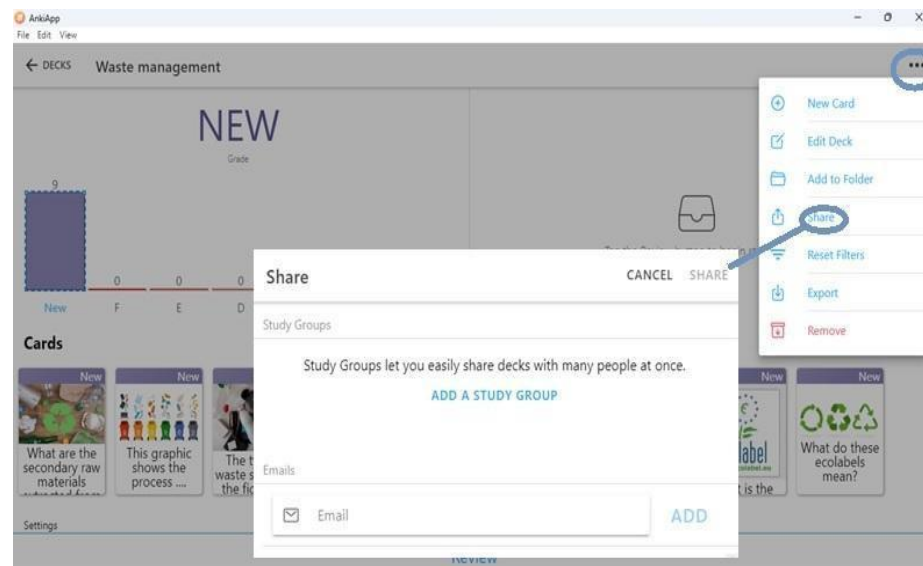 AnkiApp
File Edit View
← DECKS Waste management
...
NEW
Grade
9
0 0 0
New F E D
New Card
Edit Deck
Add to Folder
Share
Reset Filters
Export
Remove
Share CANCEL SHARE
Study Groups
Study Groups let you easily share decks with many people at once.
ADD A STUDY GROUP
Emails
Email ADD
Cards
New
What are the
secondary raw
materials
New
This graphic
shows the
process ....
The t
waste s
the fic
New
label
is the
New
What do these
ecolabels
mean?
Settings
Review